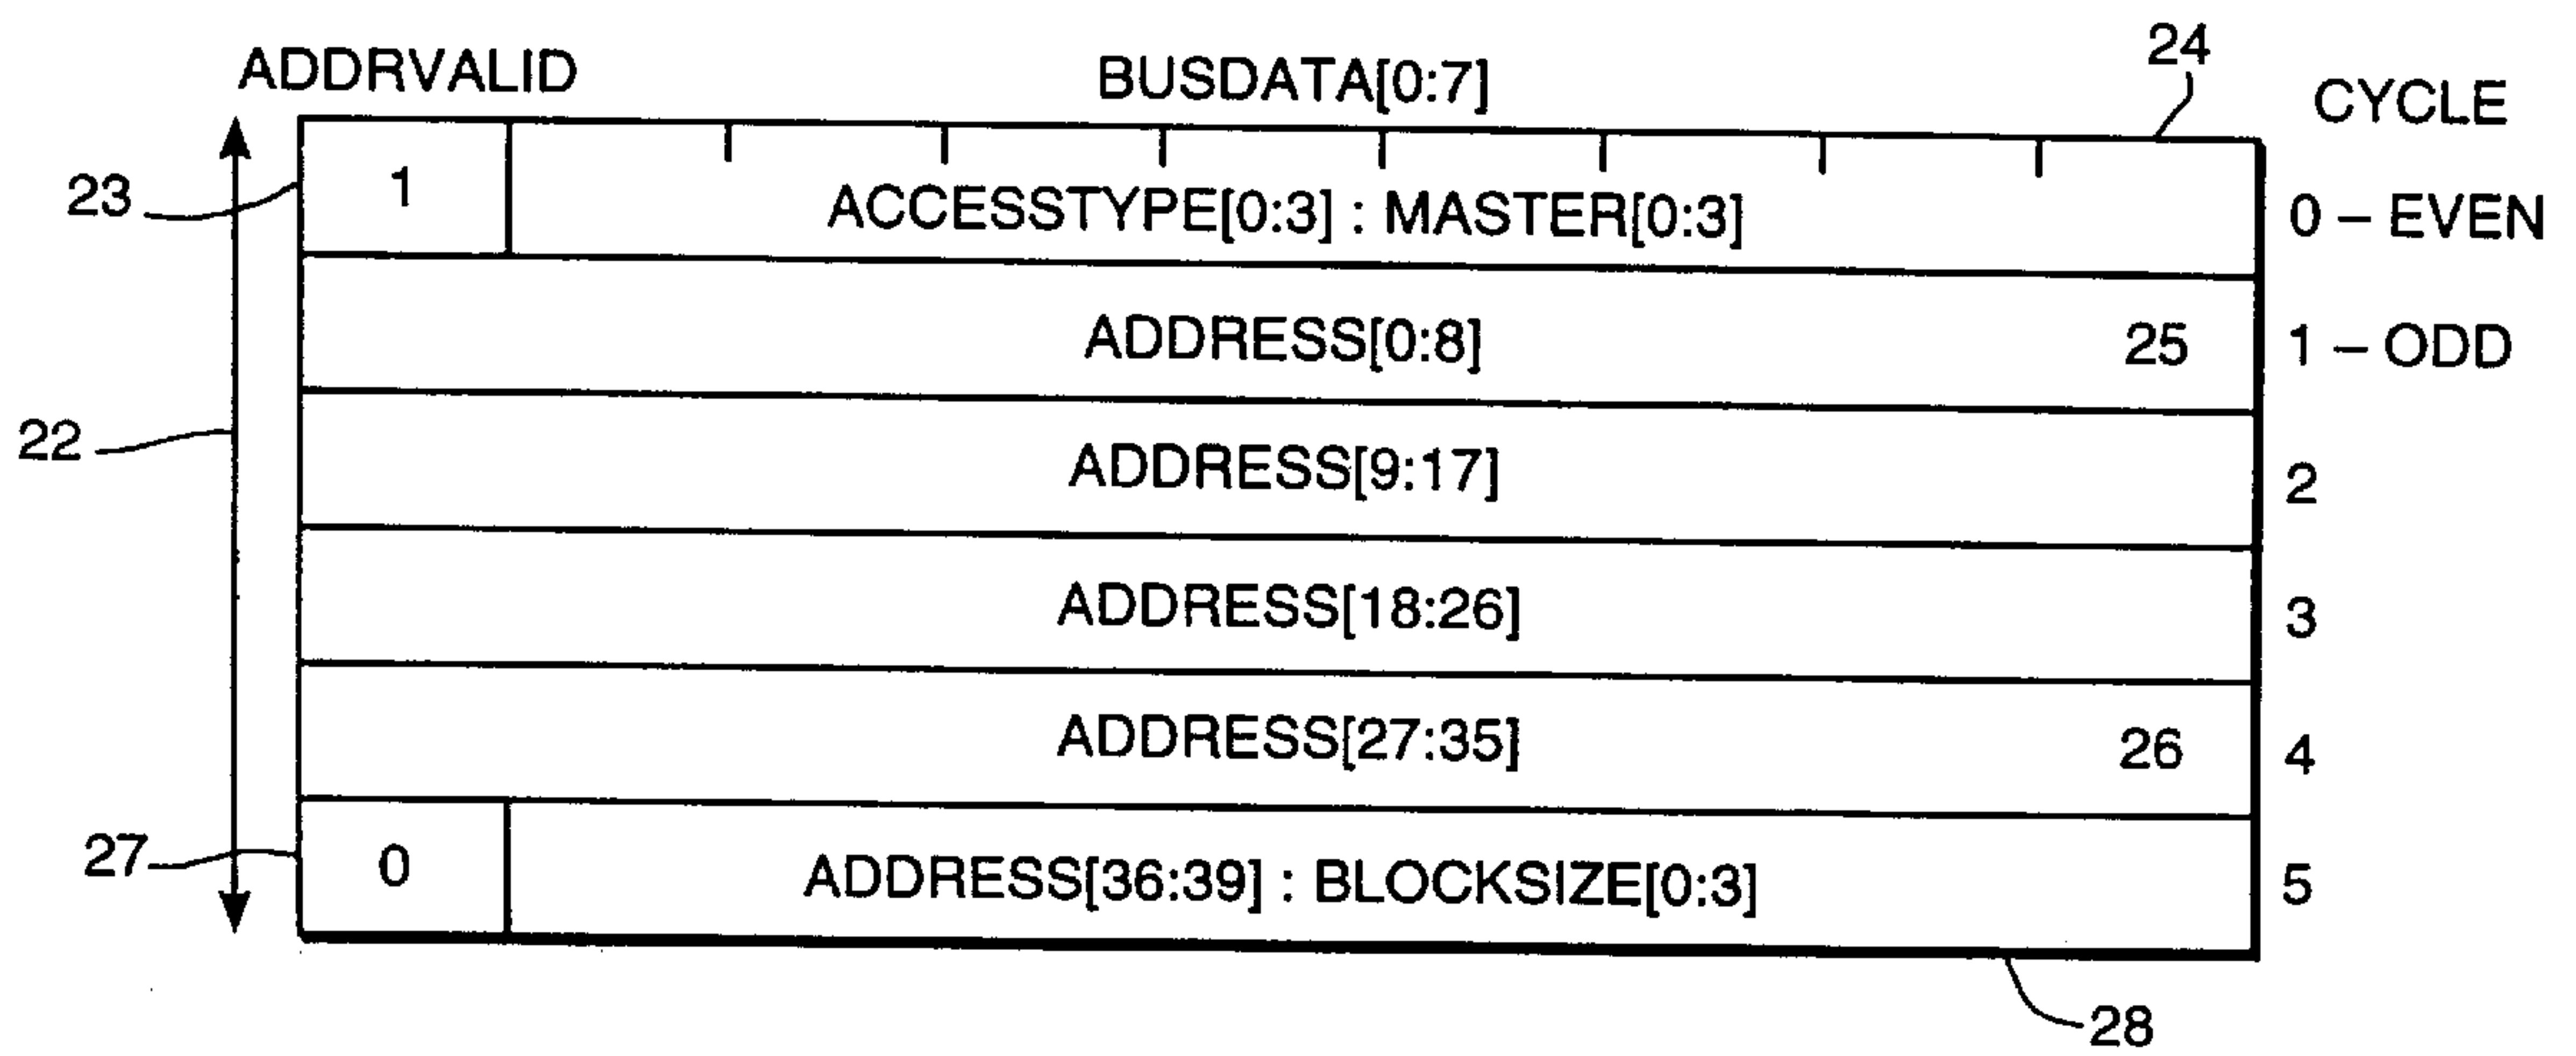 ADDRVALID BUSDATA[0:7] 24 CYCLE
23 1 ACCESSTYPE[0:3] : MASTER[0:3] 0 – EVEN
ADDRESS[0:8] 25 1 – ODD
22 ADDRESS[9:17] 2
ADDRESS[18:26] 3
ADDRESS[27:35] 26 4
27 0 ADDRESS[36:39] : BLOCKSIZE[0:3] 5
28